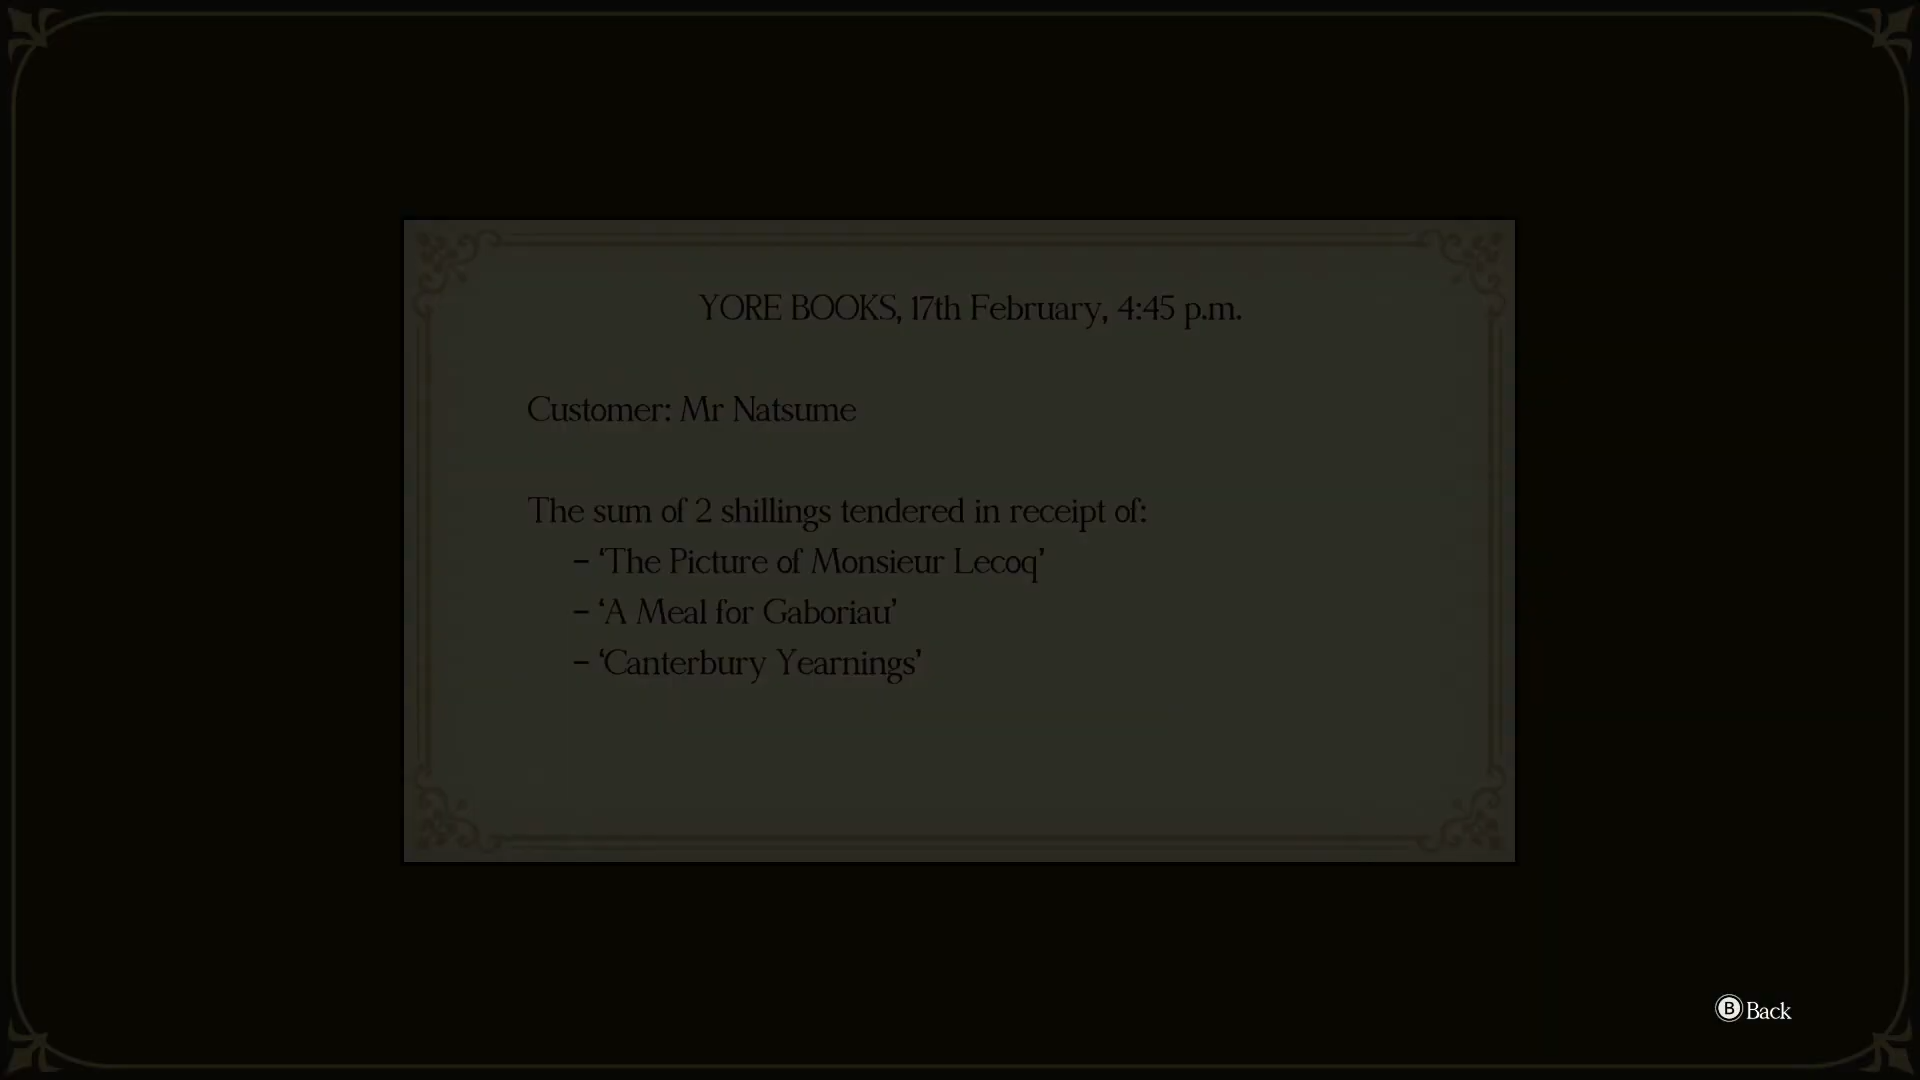 YORE BOOKS, 17th February, 4:45 p.m.
Customer: Mr Natsume
The sum of 2 shillings tendered in receipt of:
– ‘The Picture of Monsieur Lecoq’
– ‘A Meal for Gaboriau’
– ‘Canterbury Yearnings’
B Back